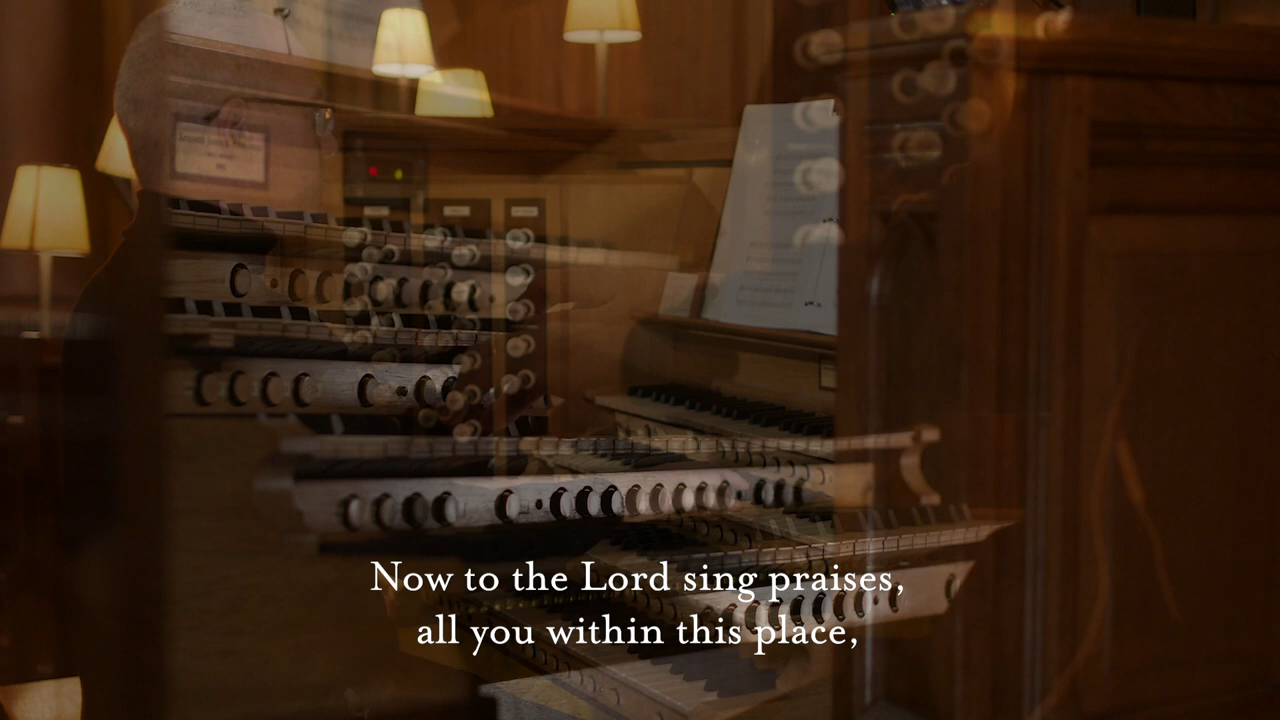 Now to the Lord sing praises,
all you within this place,